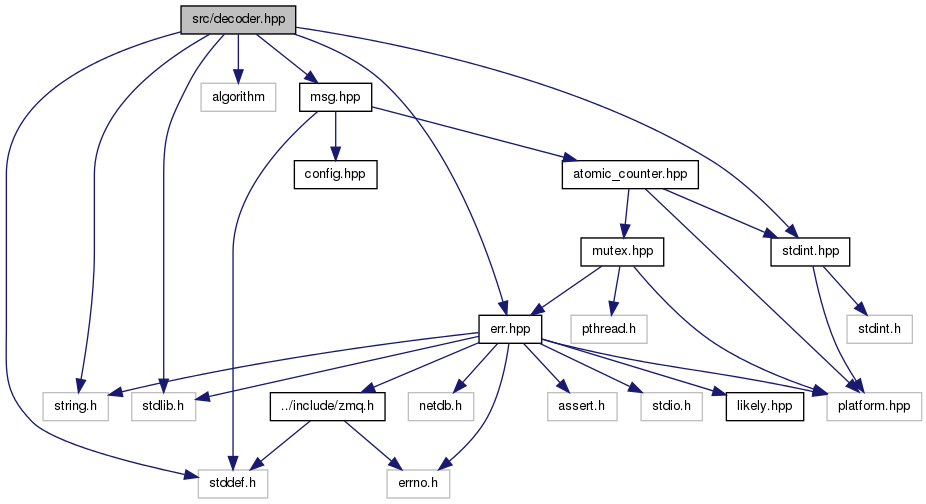 src/decoder.hpp
algorithm
msg.hpp
config.hpp
atomic_counter.hpp
mutex.hpp
stdint.hpp
err.hpp
pthread.h
stdint.h
string.h
stdlib.h
../include/zmq.h
netdb.h
assert.h
stdio.h
likely.hpp
platform.hpp
stddef.h
errno.h